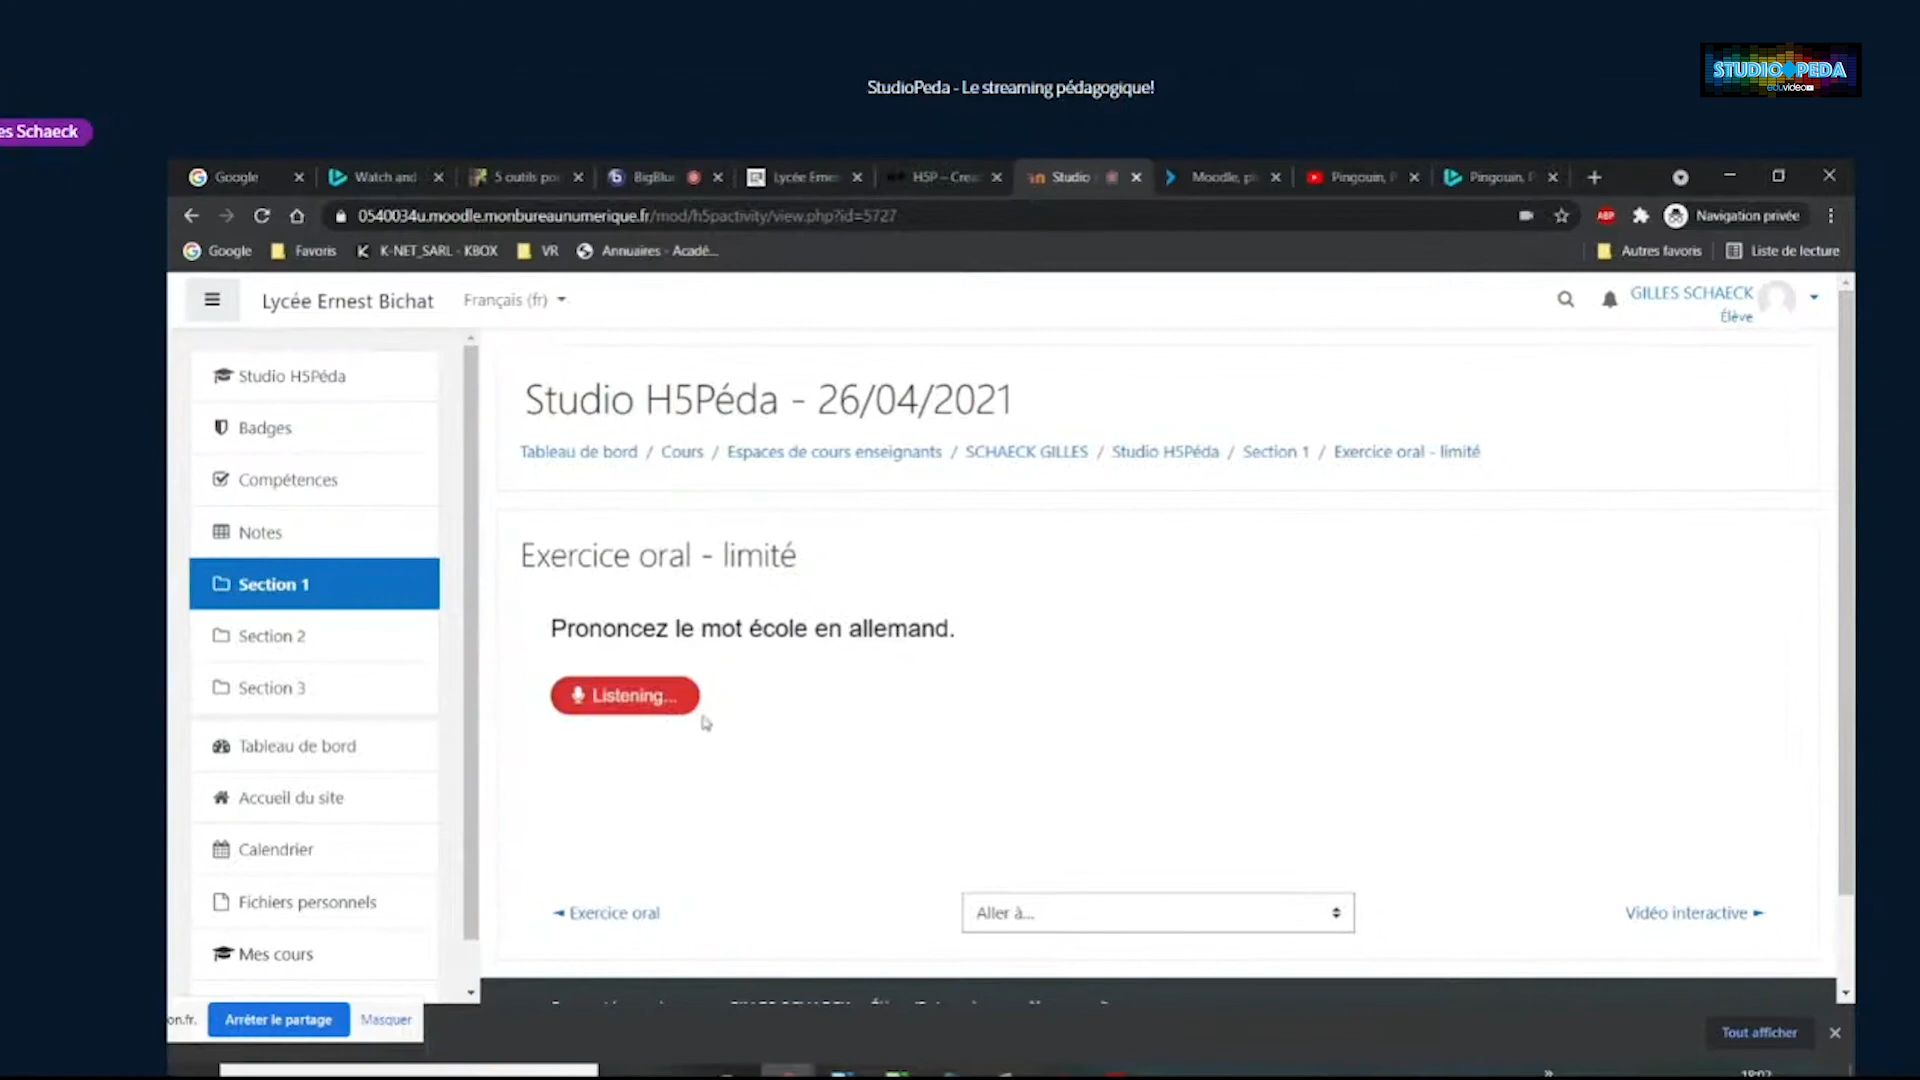 STUDIO PEDA
eduvideo
StudioPeda - Le streaming pédagogique!
es Schaeck
Google
Watch and
5 outils po
BigBlu
Lycée Erne
H5P - Crea
Studio
Moodle, p
Pingouin, P
Pingouin, P
0540034u.moodle.monbureaunumerique.fr/mod/h5pactivity/view.php?id=5727
ABP
Navigation privée
Google
Favoris
K-NET_SARL - KBOX
VR
Annuaires - Acadé...
Autres favoris
Liste de lecture
Lycée Ernest Bichat
Français (fr)
GILLES SCHAECK
Élève
Studio H5Péda
Badges
Compétences
Notes
Section 1
Section 2
Section 3
Tableau de bord
Accueil du site
Calendrier
Fichiers personnels
Mes cours
Studio H5Péda - 26/04/2021
Tableau de bord / Cours / Espaces de cours enseignants / SCHAECK GILLES / Studio H5Péda / Section 1 / Exercice oral - limité
Exercice oral - limité
Prononcez le mot école en allemand.
Listening...
◄ Exercice oral
Aller à...
Vidéo interactive ►
on.fr.
Arrêter le partage
Masquer
Tout afficher